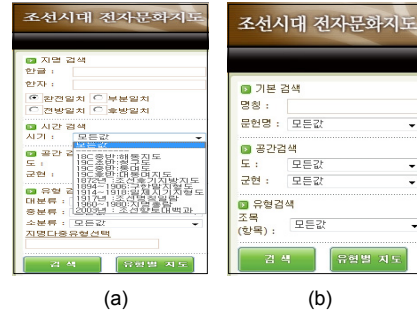 조선시대 전자문화지도
지명 검색
한글 :
한자 :
완전일치 부분일치
전방일치 후방일치
시간 검색
시기 : 모든값
모든값
----------
18C중반:해동지도
19C초반:청구도
19C중반:동여도
19C후반:대동여지도
1872년 :조선후기지방지도
1894~1906:구한말지형도
1914~1918:일제시기지형도
1917년 :조선명칭일람
1960~1980:지명총람
2003년 :조선향토대백과
공간 검
도 :
군현 :
유형 검
대분류 :
중분류 :
소분류 : 모든값
지명다중유형선택
검 색 유형별 지도
(a)
조선시대 전자문화지도
기본 검색
명칭 :
문헌명 : 모든값
공간검색
도 : 모든값
군현 : 모든값
유형검색
조목
(항목) : 모든값
검 색 유형별 지도
(b)